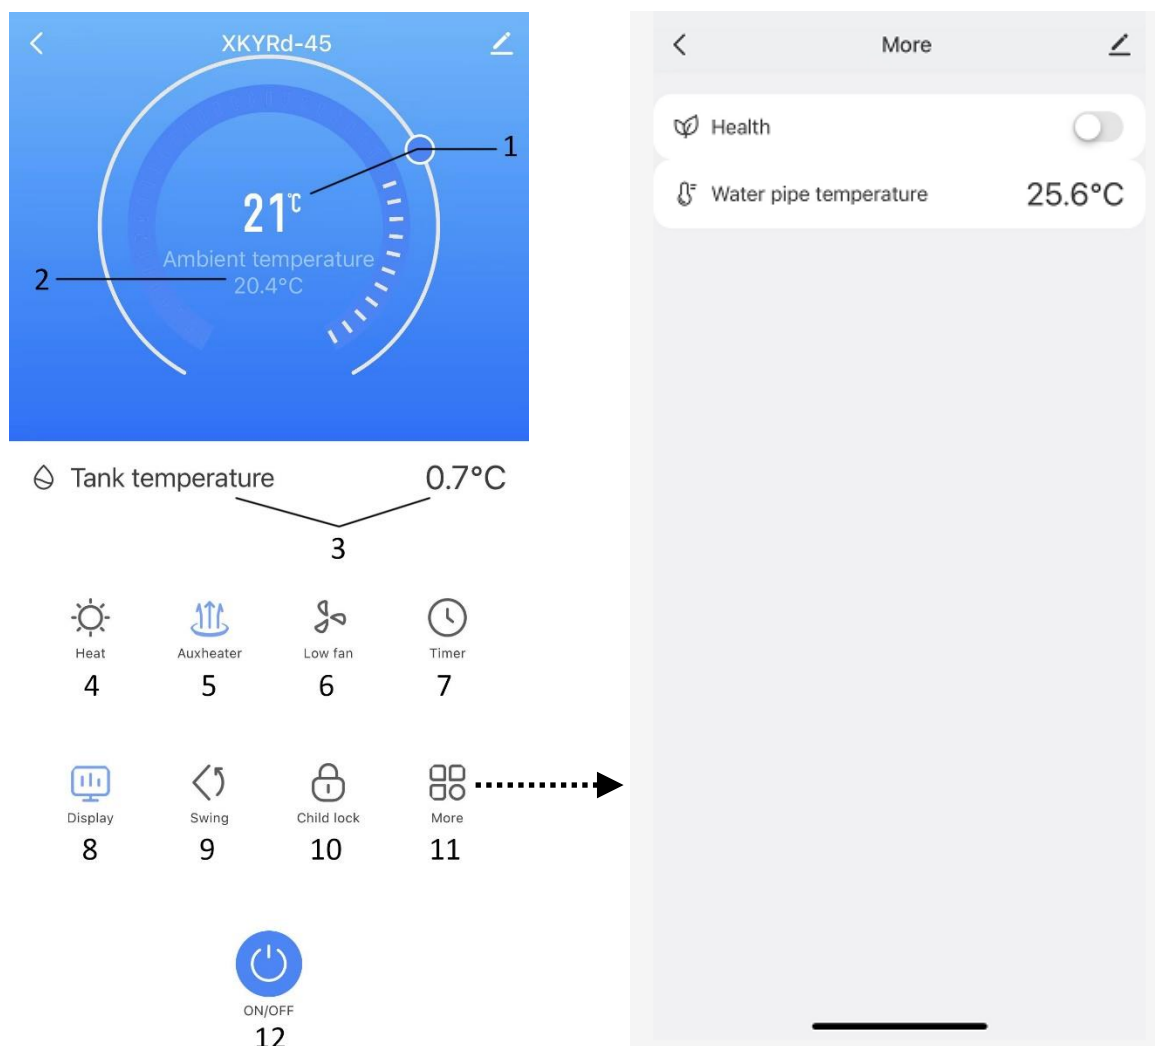 XKYRd-45
1
21°C
Ambient temperature
2
20.4°C
Tank temperature 0.7°C
3
Heat Auxheater Low fan Timer
4 5 6 7
Display Swing Child lock More
8 9 10 11
ON/OFF
12
More
Health
Water pipe temperature 25.6°C